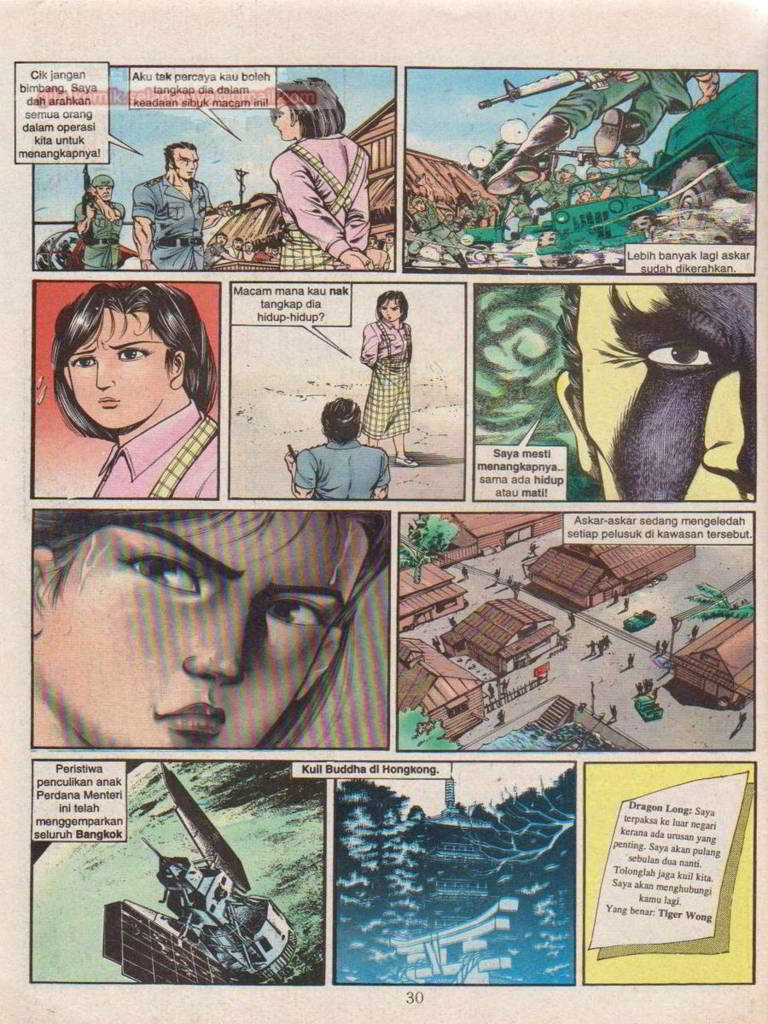 Cik jangan
bimbang. Saya
dah arahkan
semua orang
dalam operasi
kita untuk
menangkapnya!
Aku tak percaya kau boleh
tangkap dia dalam
keadaan sibuk macam ini!
Lebih banyak lagi askar
sudah dikerahkan.
Macam mana kau nak
tangkap dia
hidup-hidup?
Saya mesti
menangkapnya..
sama ada hidup
atau mati!
Askar-askar sedang mengeledah
setiap pelusuk di kawasan tersebut.
Peristiwa
penculikan anak
Perdana Menteri
ini telah
menggemparkan
seluruh Bangkok
Kuil Buddha di Hongkong.
Dragon Long: Saya
terpaksa ke luar negari
kerana ada urusan yang
penting. Saya akan pulang
sebulan dua nanti.
Tolonglah jaga kuil kita.
Saya akan menghubungi
kamu lagi.
Yang benar: Tiger Wong
30